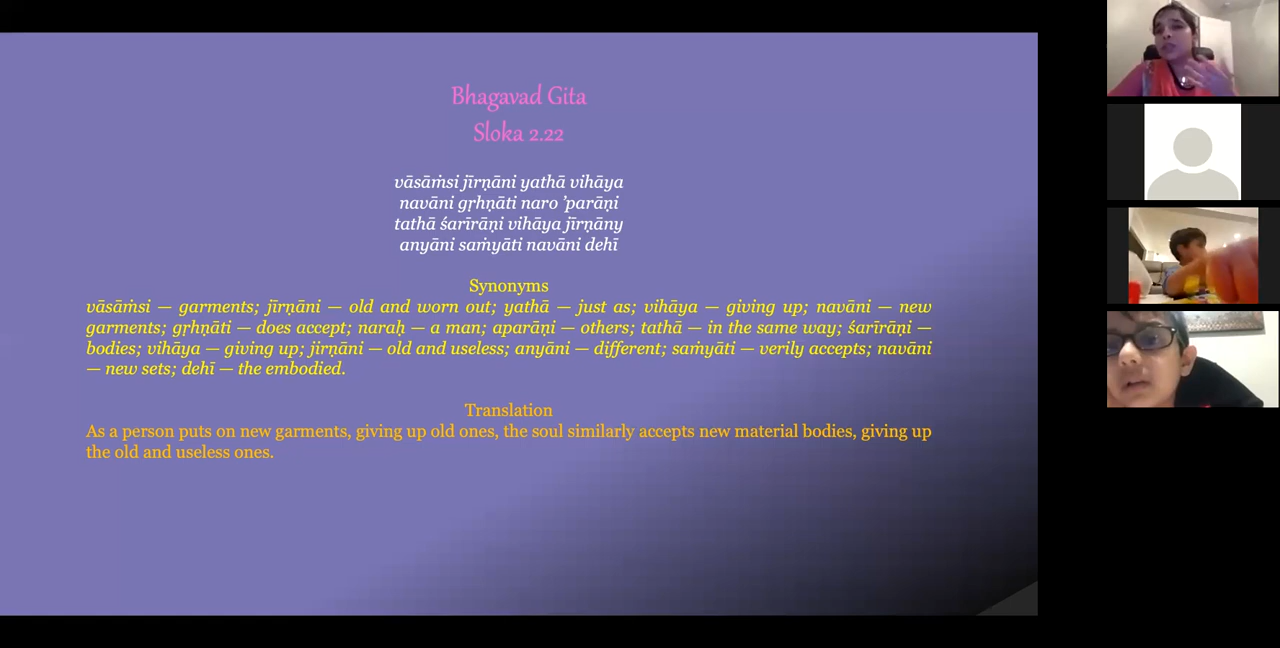 Bhagavad Gita
Sloka 2.22
vāsāṁsi jīrṇāni yathā vihāya
navāni gṛhṇāti naro ’parāṇi
tathā śarīrāṇi vihāya jīrṇāny
anyāni saṁyāti navāni dehī
Synonyms
vāsāṁsi — garments; jīrṇāni — old and worn out; yathā — just as; vihāya — giving up; navāni — new
garments; gṛhṇāti — does accept; naraḥ — a man; aparāṇi — others; tathā — in the same way; śarīrāṇi —
bodies; vihāya — giving up; jirṇāni — old and useless; anyāni — different; saṁyāti — verily accepts; navāni
— new sets; dehī — the embodied.
Translation
As a person puts on new garments, giving up old ones, the soul similarly accepts new material bodies, giving up
the old and useless ones.